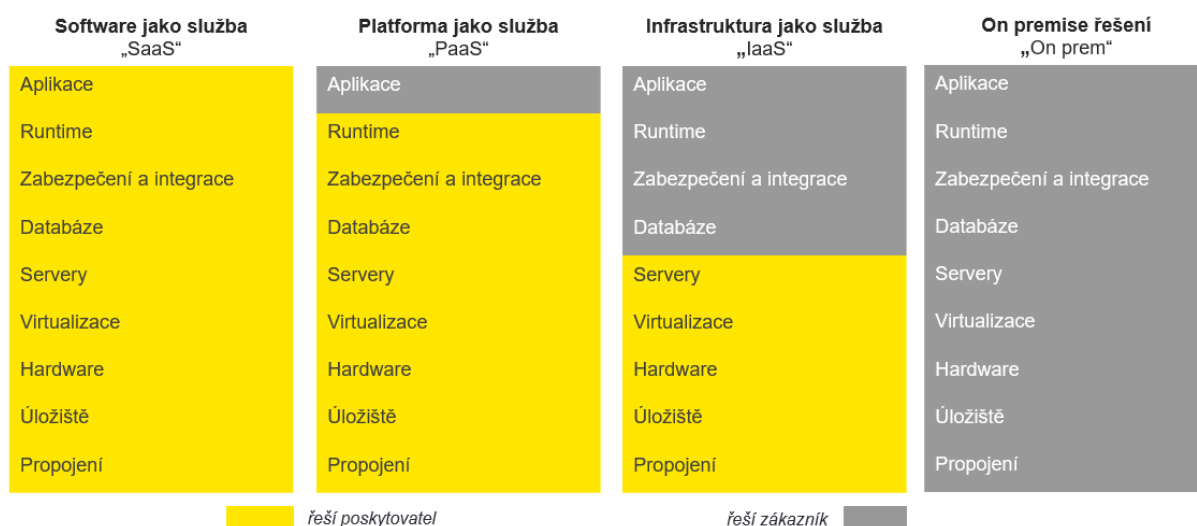 Software jako služba
„SaaS“
Aplikace
Runtime
Zabezpečení a integrace
Databáze
Servery
Virtualizace
Hardware
Úložiště
Propojení
Platforma jako služba
„PaaS“
Aplikace
Runtime
Zabezpečení a integrace
Databáze
Servery
Virtualizace
Hardware
Úložiště
Propojení
Infrastruktura jako služba
„IaaS“
Aplikace
Runtime
Zabezpečení a integrace
Databáze
Servery
Virtualizace
Hardware
Úložiště
Propojení
On premise řešení
„On prem“
Aplikace
Runtime
Zabezpečení a integrace
Databáze
Servery
Virtualizace
Hardware
Úložiště
Propojení
řeší poskytovatel
řeší zákazník